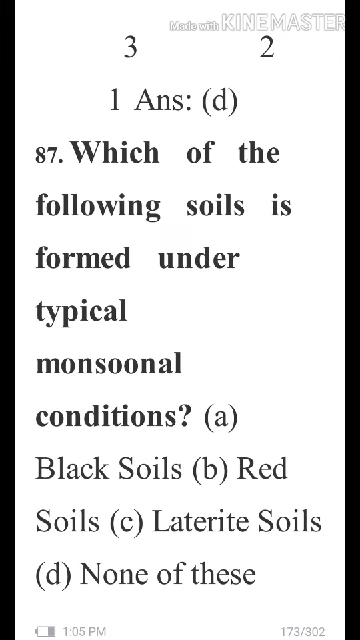 Made with KINEMASTER
3 2
1 Ans: (d)
87. Which of the
following soils is
formed under
typical
monsoonal
conditions? (a)
Black Soils (b) Red
Soils (c) Laterite Soils
(d) None of these
1:05 PM 173/302